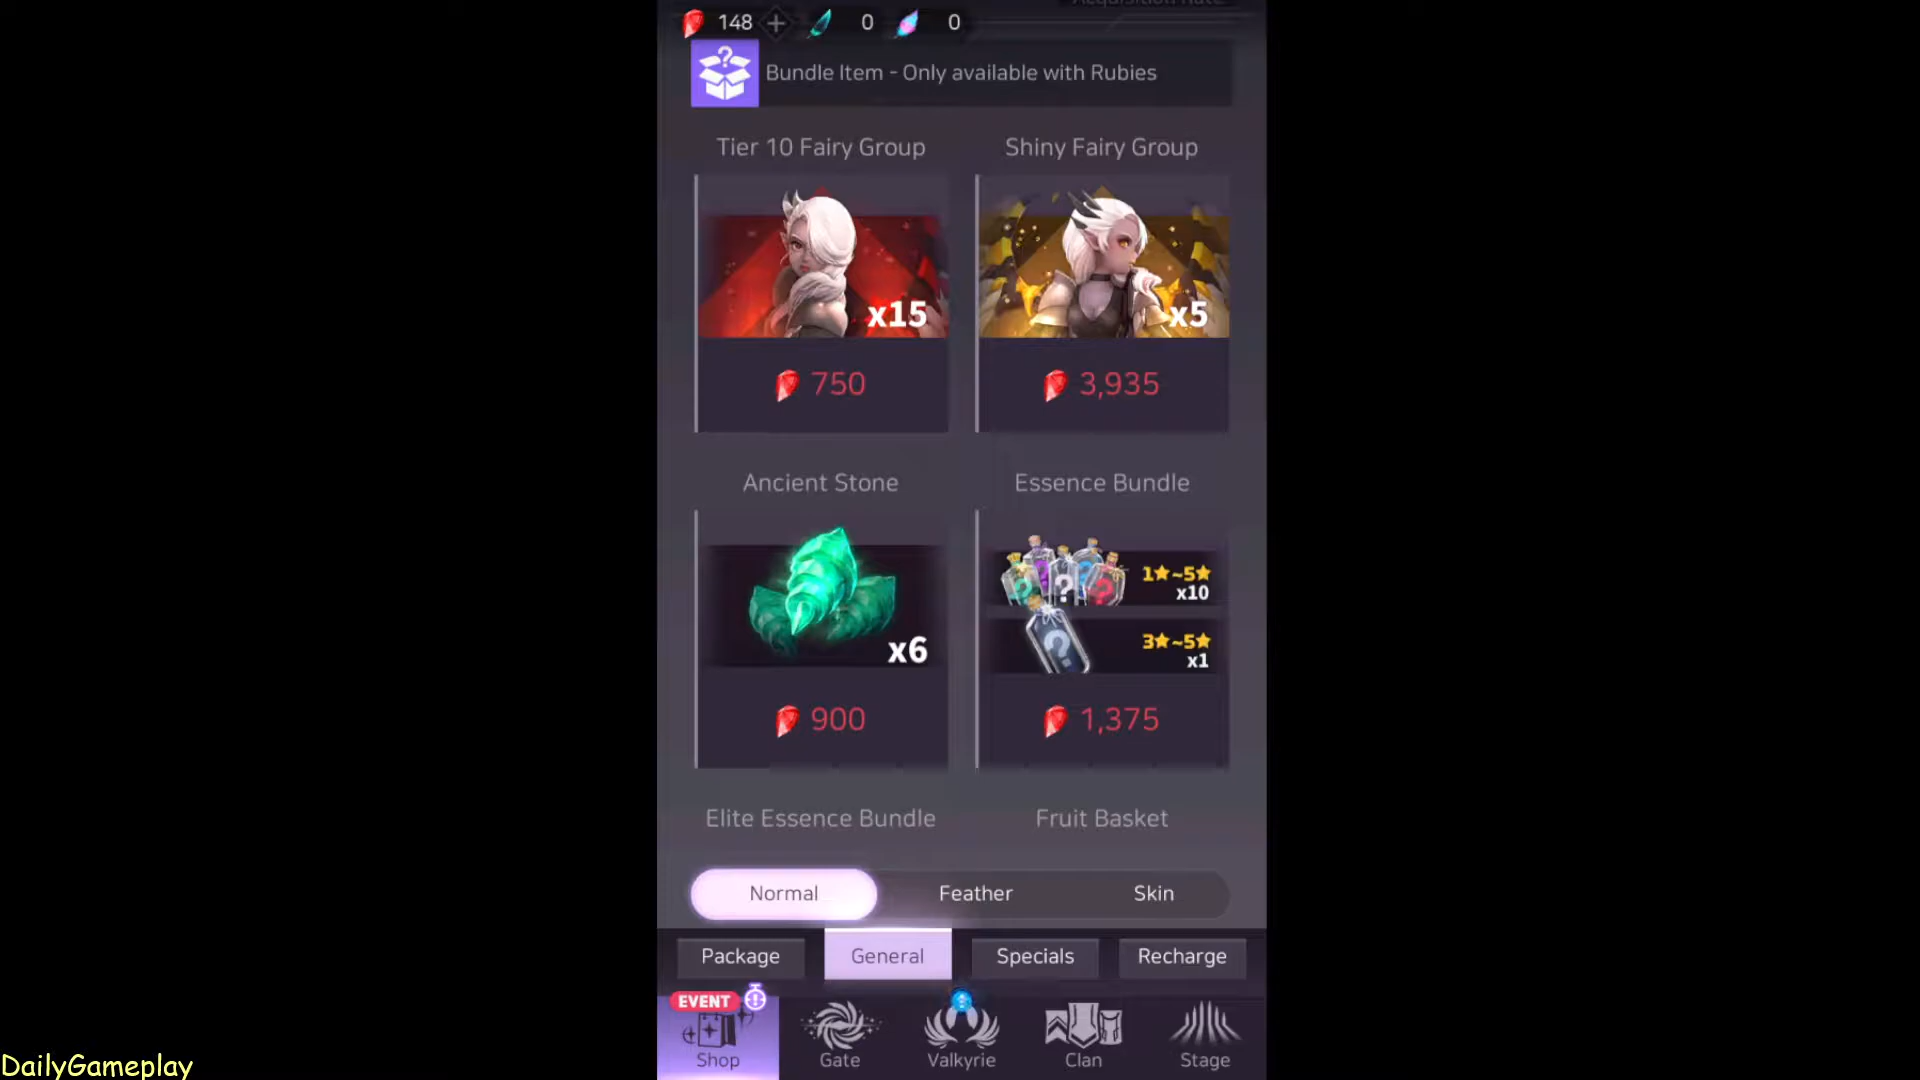 Acquisition Rate
148 0 0
Bundle Item - Only available with Rubies
Tier 10 Fairy Group Shiny Fairy Group
x15 x5
750 3,935
Ancient Stone Essence Bundle
1★~5★
x10
3★~5★
x6 x1
900 1,375
Elite Essence Bundle Fruit Basket
Normal Feather Skin
Package General Specials Recharge
EVENT
Shop Gate Valkyrie Clan Stage
DailyGameplay